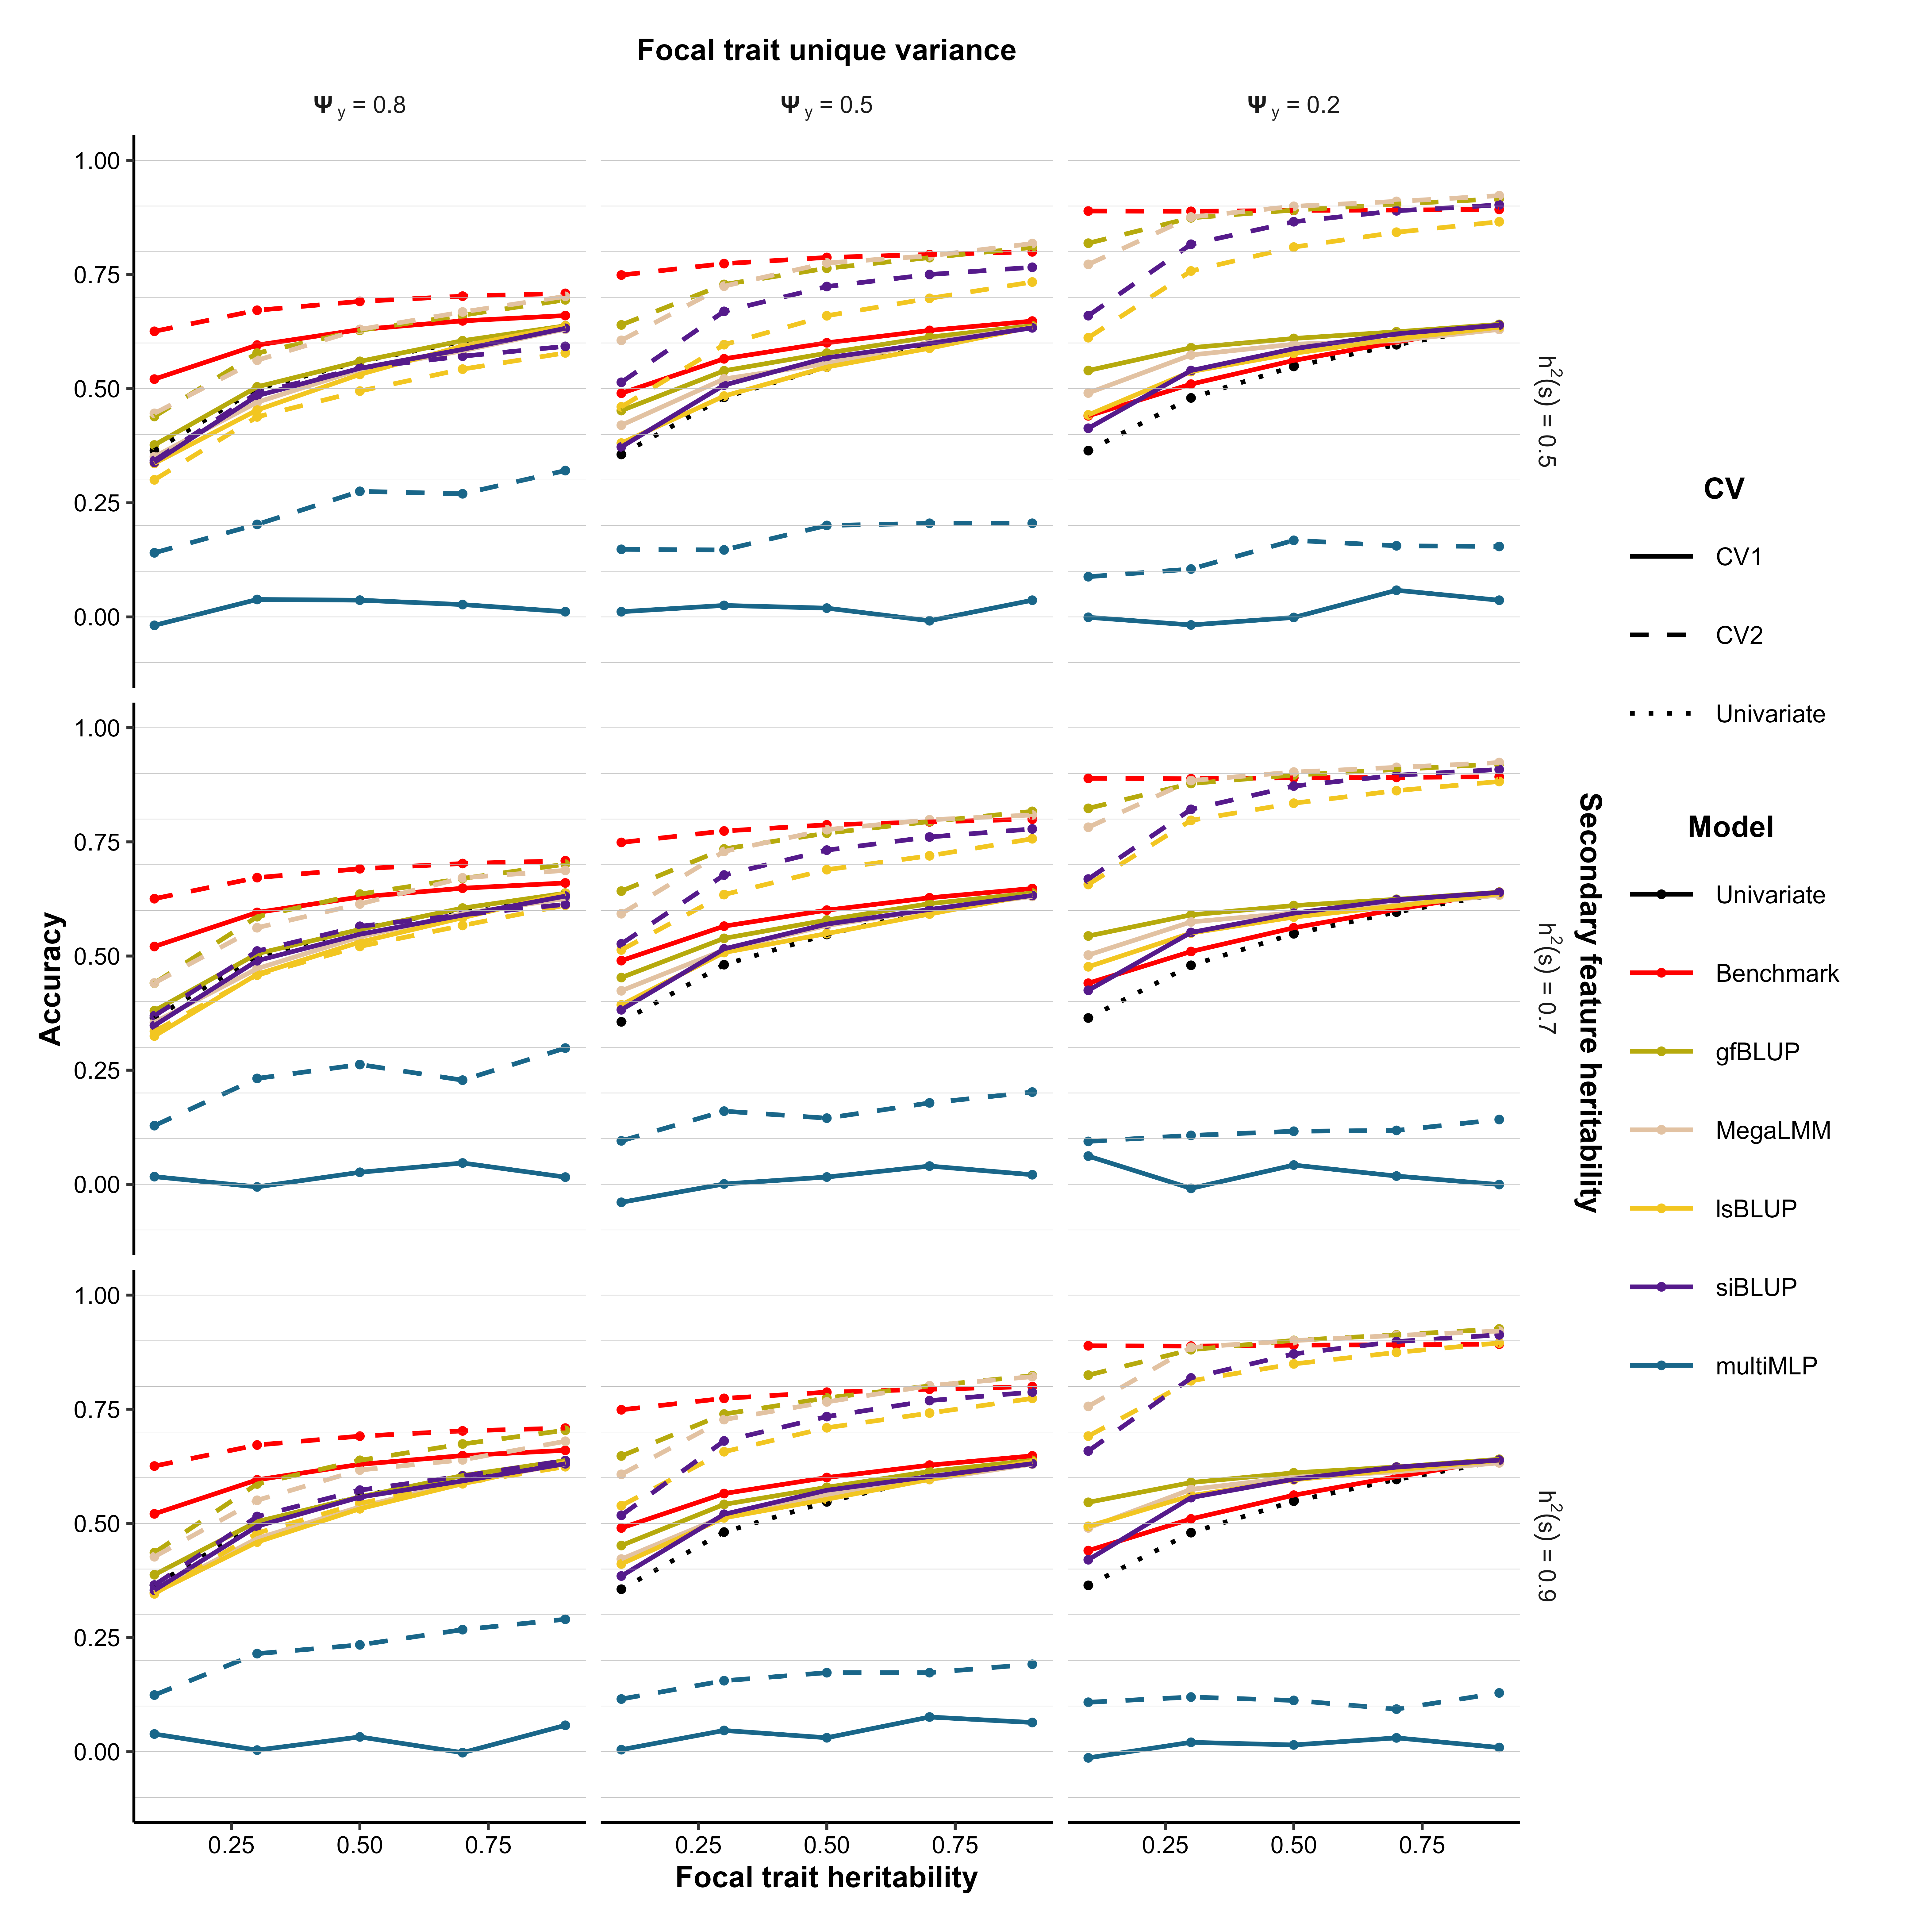 Focal trait unique variance
Ψy = 0.8
Ψy = 0.5
Ψy = 0.2
1.00
0.75
0.50
0.25
0.00
h²(s) = 0.5
1.00
0.75
0.50
0.25
0.00
h²(s) = 0.7
1.00
0.75
0.50
0.25
0.00
h²(s) = 0.9
Accuracy
Secondary feature heritability
0.25 0.50 0.75
0.25 0.50 0.75
0.25 0.50 0.75
Focal trait heritability
CV
CV1
CV2
Univariate
Model
Univariate
Benchmark
gfBLUP
MegaLMM
lsBLUP
siBLUP
multiMLP